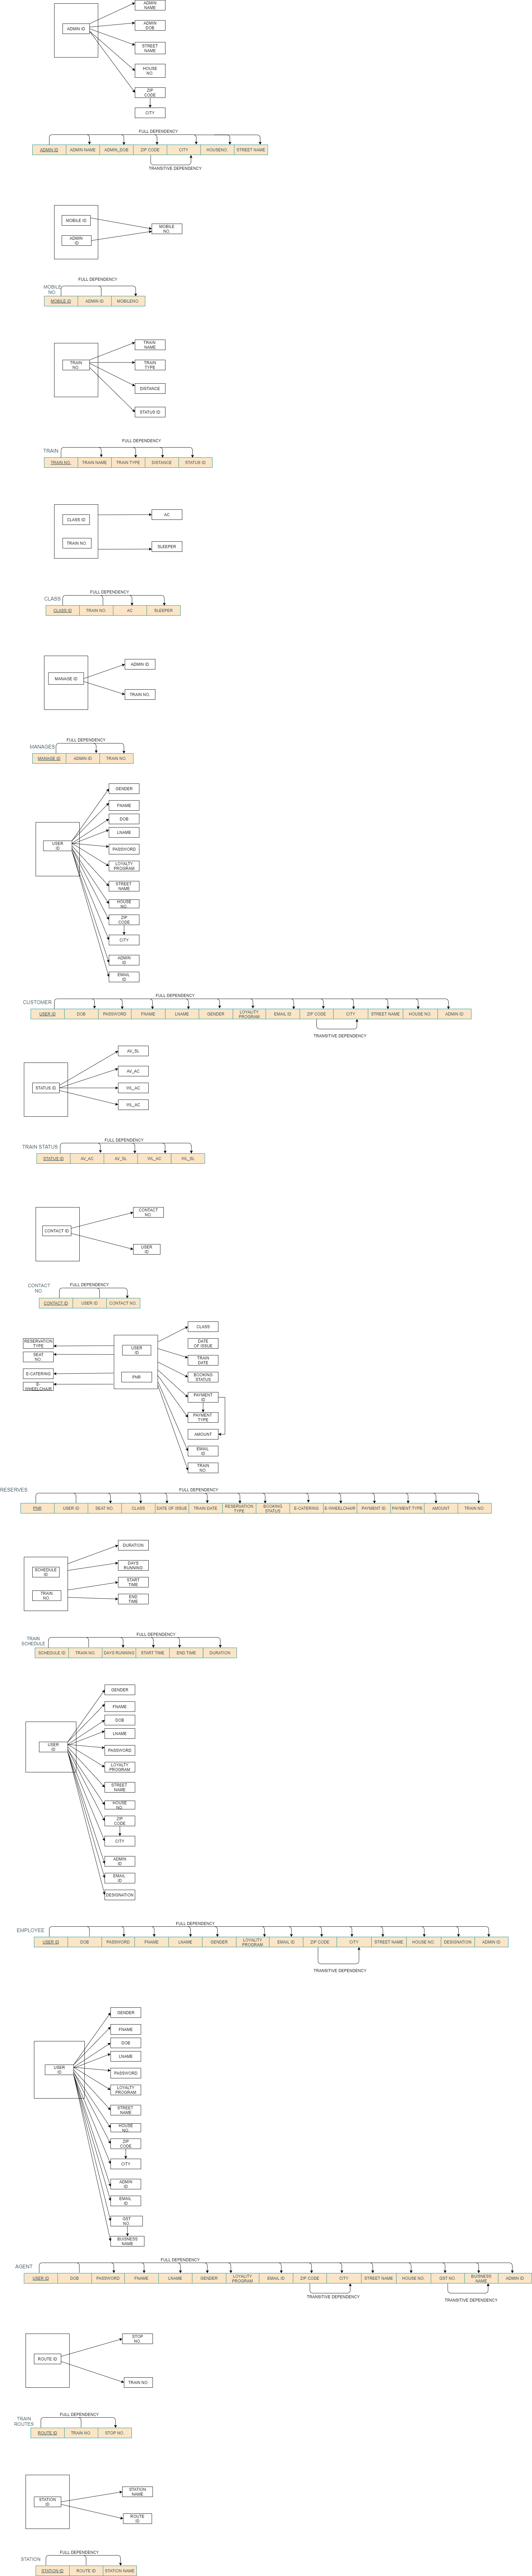 ADMIN
NAME
ADMIN ID
ADMIN
DOB
STREET
NAME
HOUSE
NO.
ZIP
CODE
CITY
FULL DEPENDENCY
ADMIN ID ADMIN NAME ADMIN_DOB ZIP CODE CITY HOUSENO. STREET NAME
TRANSITIVE DEPENDENCY
MOBILE ID
MOBILE
NO.
ADMIN
ID
FULL DEPENDENCY
MOBILE
NO.
MOBILE ID ADMIN ID MOBILENO.
TRAIN
NAME
TRAIN
NO.
TRAIN
TYPE
DISTANCE
STATUS ID
FULL DEPENDENCY
TRAIN
TRAIN NO. TRAIN NAME TRAIN TYPE DISTANCE STATUS ID
CLASS ID
AC
TRAIN NO.
SLEEPER
FULL DEPENDENCY
CLASS
CLASS ID TRAIN NO. AC SLEEPER
ADMIN ID
MANAGE ID
TRAIN NO.
FULL DEPENDENCY
MANAGES
MANAGE ID ADMIN ID TRAIN NO.
GENDER
FNAME
DOB
LNAME
USER
ID
PASSWORD
LOYALTY
PROGRAM
STREET
NAME
HOUSE
NO.
ZIP
CODE
CITY
ADMIN
ID
EMAIL
ID
FULL DEPENDENCY
CUSTOMER
USER ID DOB PASSWORD FNAME LNAME GENDER LOYALTY
PROGRAM EMAIL ID ZIP CODE CITY STREET NAME HOUSE NO. ADMIN ID
TRANSITIVE DEPENDENCY
AV_SL
AV_AC
STATUS ID
WL_AC
WL_AC
FULL DEPENDENCY
TRAIN STATUS
STATUS ID AV_AC AV_SL WL_AC WL_SL
CONTACT
NO.
CONTACT ID
USER
ID
FULL DEPENDENCY
CONTACT
NO.
CONTACT ID USER ID CONTACT NO.
CLASS
RESERVATION
TYPE
USER
ID
DATE
OF ISSUE
SEAT
NO.
TRAIN
DATE
E-CATERING
PNR
BOOKING
STATUS
E-
WHEELCHAIR
PAYMENT
ID
PAYMENT
TYPE
AMOUNT
EMAIL
ID
TRAIN
NO.
FULL DEPENDENCY
RESERVES
PNR USER ID SEAT NO. CLASS DATE OF ISSUE TRAIN DATE RESERVATION
TYPE BOOKING
STATUS E-CATERING E-WHEELCHAIR PAYMENT ID PAYMENT TYPE AMOUNT TRAIN NO.
DURATION
SCHEDULE
ID
DAYS
RUNNING
START
TIME
TRAIN
NO.
END
TIME
FULL DEPENDENCY
TRAIN
SCHEDULE
SCHEDULE ID TRAIN NO. DAYS RUNNING START TIME END TIME DURATION
GENDER
FNAME
DOB
LNAME
USER
ID
PASSWORD
LOYALTY
PROGRAM
STREET
NAME
HOUSE
NO.
ZIP
CODE
CITY
ADMIN
ID
EMAIL
ID
DESIGNATION
FULL DEPENDENCY
EMPLOYEE
USER ID DOB PASSWORD FNAME LNAME GENDER LOYALITY
PROGRAM EMAIL ID ZIP CODE CITY STREET NAME HOUSE NO. DESIGNATION ADMIN ID
TRANSITIVE DEPENDENCY
GENDER
FNAME
DOB
LNAME
USER
ID
PASSWORD
LOYALTY
PROGRAM
STREET
NAME
HOUSE
NO.
ZIP
CODE
CITY
ADMIN
ID
EMAIL
ID
GST
NO.
BUISNESS
NAME
FULL DEPENDENCY
AGENT
USER ID DOB PASSWORD FNAME LNAME GENDER LOYALTY
PROGRAM EMAIL ID ZIP CODE CITY STREET NAME HOUSE NO. GST NO. BUISNESS
NAME ADMIN ID
TRANSITIVE DEPENDENCY TRANSITIVE DEPENDENCY
STOP
NO.
ROUTE ID
TRAIN NO
FULL DEPENDENCY
TRAIN
ROUTES
ROUTE ID TRAIN NO STOP NO.
STATION
NAME
STATION
ID
ROUTE
ID
FULL DEPENDENCY
STATION
STATION ID ROUTE ID STATION NAME